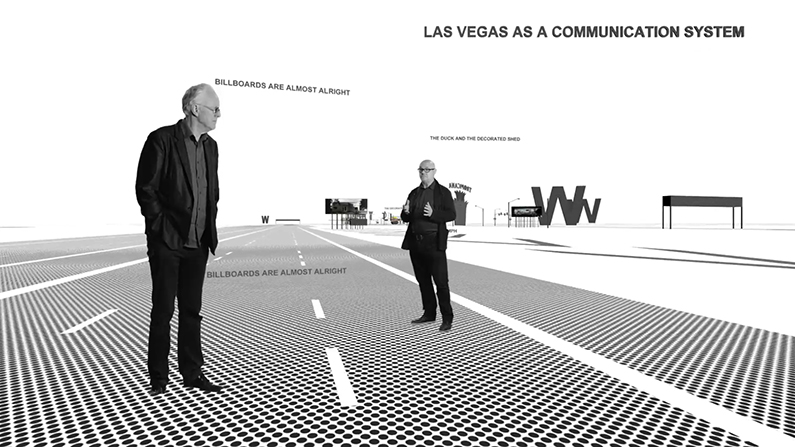 LAS VEGAS AS A COMMUNICATION SYSTEM
BILLBOARDS ARE ALMOST ALRIGHT
THE DUCK AND THE DECORATED SHED
W
W
BILLBOARDS ARE ALMOST ALRIGHT